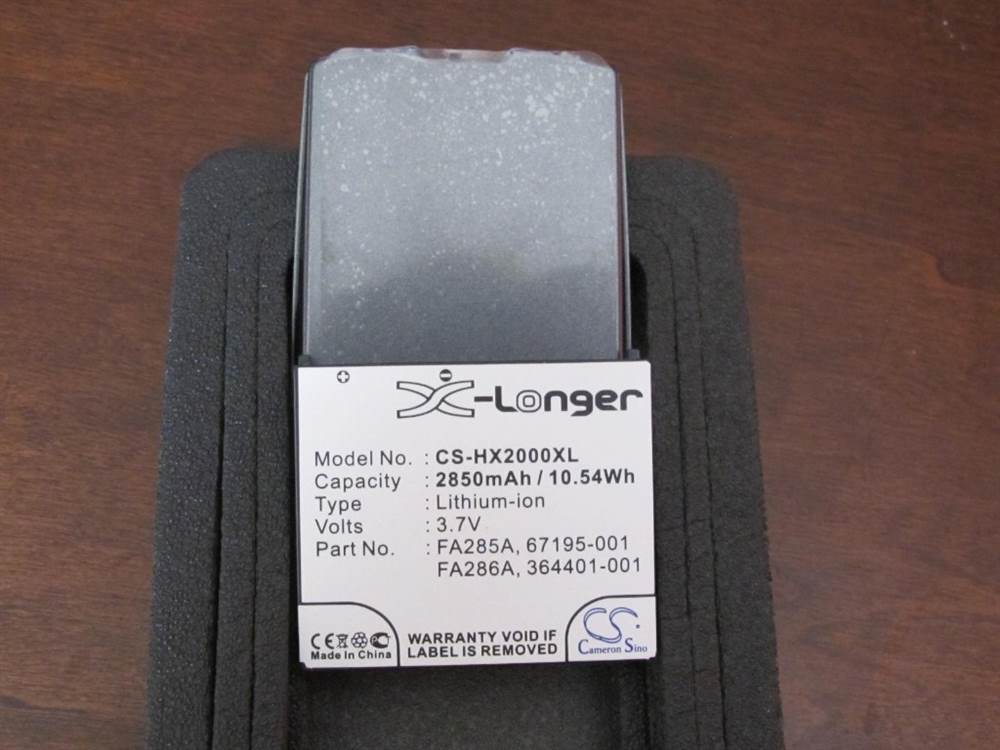 X-Longer
Model No. : CS-HX2000XL
Capacity : 2850mAh / 10.54Wh
Type : Lithium-ion
Volts : 3.7V
Part No. : FA285A, 67195-001
FA286A, 364401-001
CE
Made In China
WARRANTY VOID IF
LABEL IS REMOVED
CS
Cameron Sino